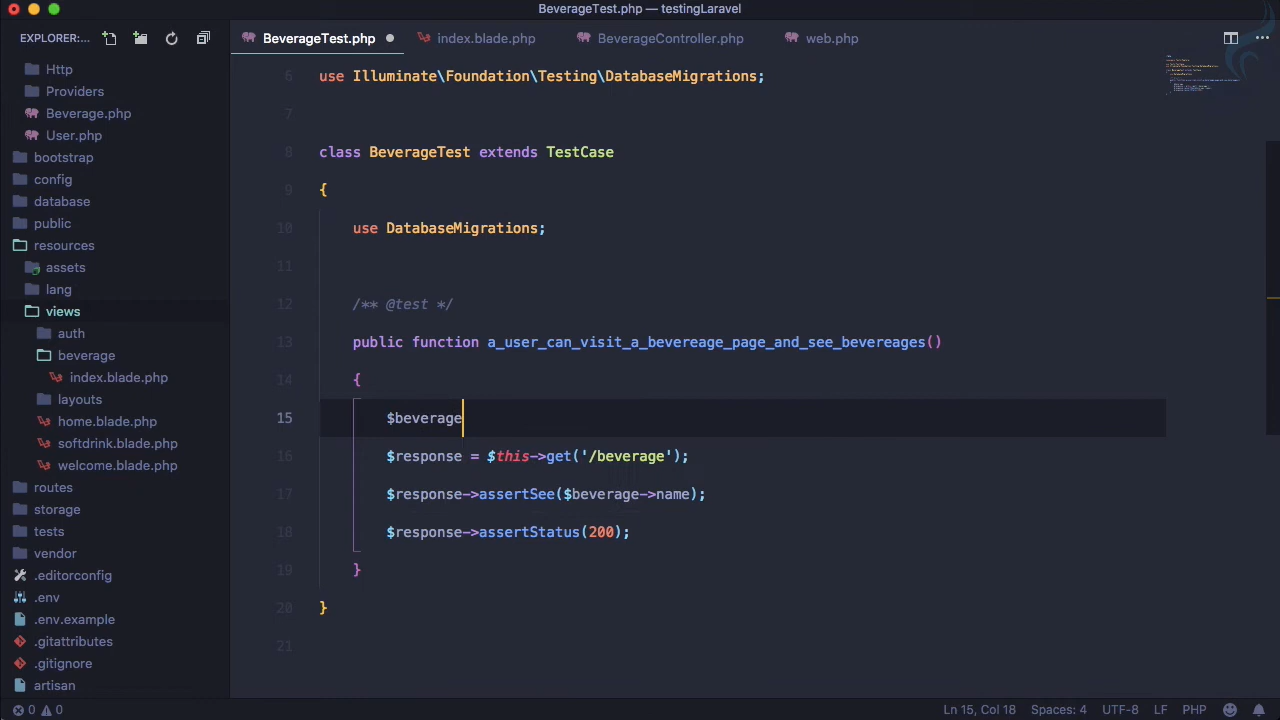 BeverageTest.php — testingLaravel
EXPLORER:...
BeverageTest.php
index.blade.php
BeverageController.php
web.php
Http
Providers
Beverage.php
User.php
bootstrap
config
database
public
resources
assets
lang
views
auth
beverage
index.blade.php
layouts
home.blade.php
softdrink.blade.php
welcome.blade.php
routes
storage
tests
vendor
.editorconfig
.env
.env.example
.gitattributes
.gitignore
artisan
6 use Illuminate\Foundation\Testing\DatabaseMigrations;
7
8 class BeverageTest extends TestCase
9 {
10 use DatabaseMigrations;
11
12 /** @test */
13 public function a_user_can_visit_a_bevereage_page_and_see_bevereages()
14 {
15 $beverage
16 $response = $this->get('/beverage');
17 $response->assertSee($beverage->name);
18 $response->assertStatus(200);
19 }
20 }
21
0 0
Ln 15, Col 18
Spaces: 4
UTF-8
LF
PHP